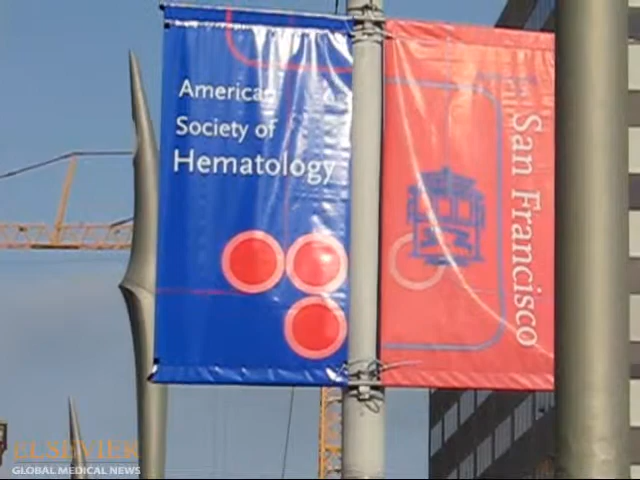 American
Society of
Hematology
San Francisco
ELSEVIER
GLOBAL MEDICAL NEWS